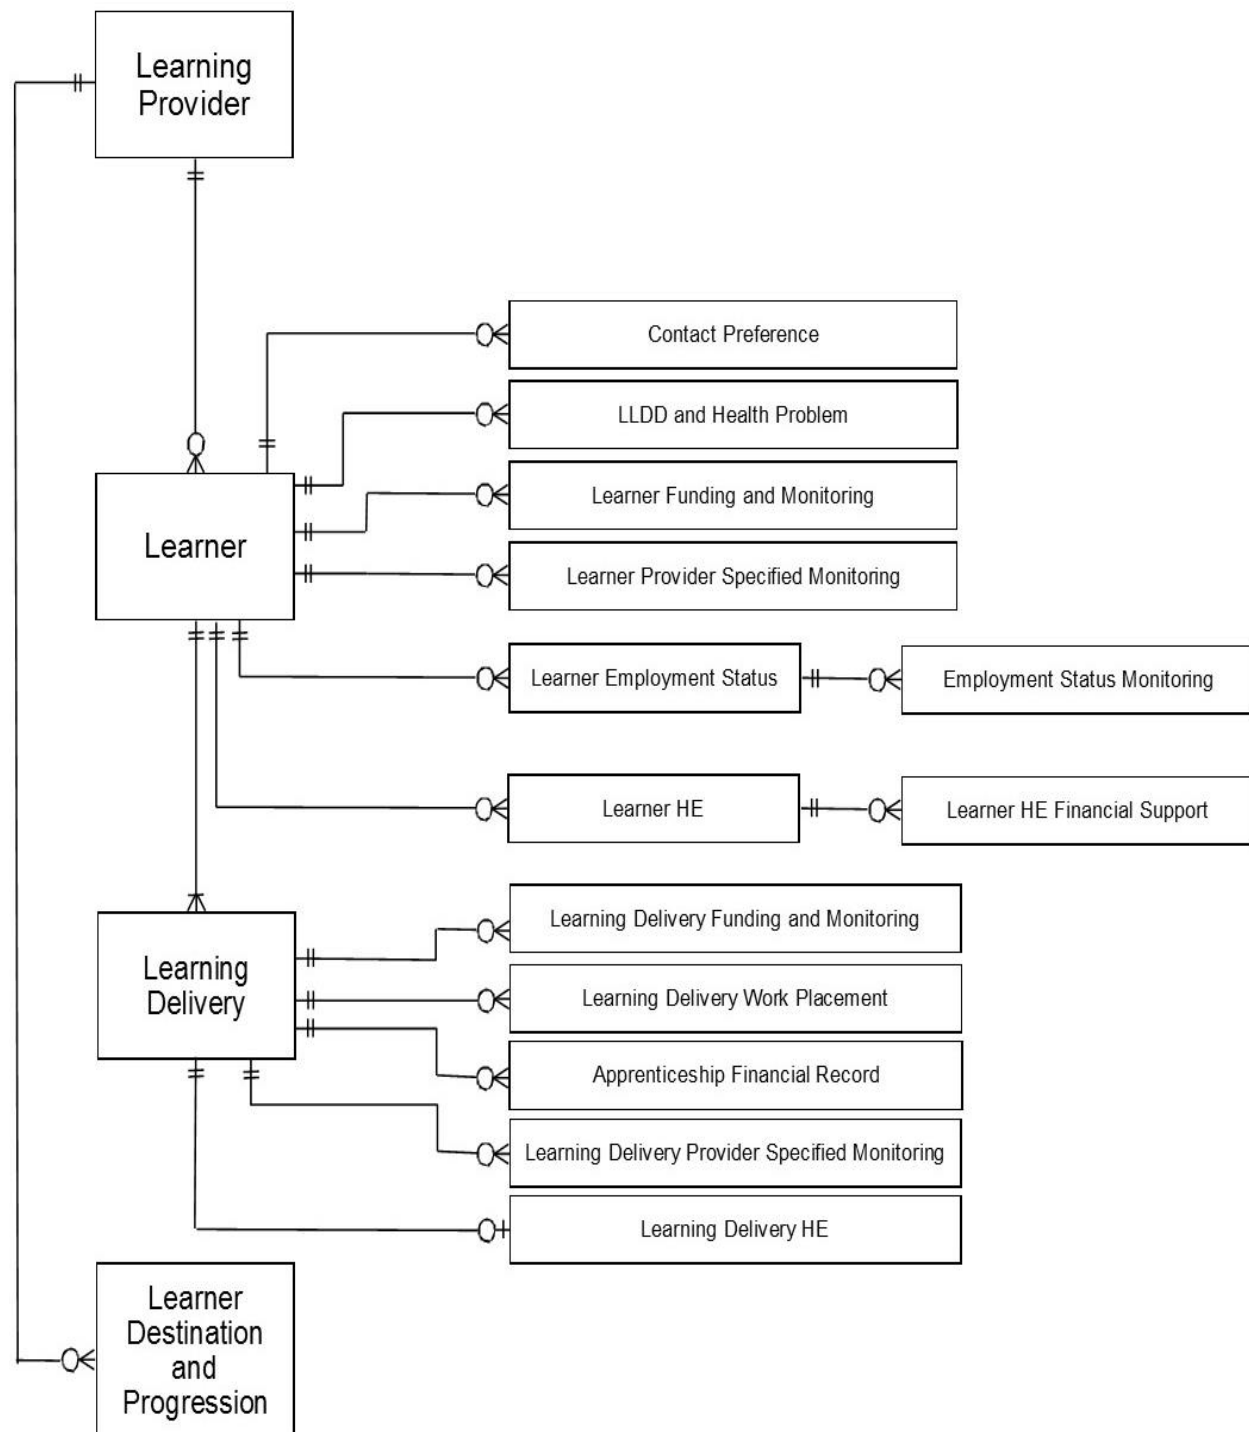 Learning
Provider
Contact Preference
LLDD and Health Problem
Learner Funding and Monitoring
Learner
Learner Provider Specified Monitoring
Learner Employment Status
Employment Status Monitoring
Learner HE
Learner HE Financial Support
Learning Delivery Funding and Monitoring
Learning
Delivery
Learning Delivery Work Placement
Apprenticeship Financial Record
Learning Delivery Provider Specified Monitoring
Learning Delivery HE
Learner
Destination
and
Progression